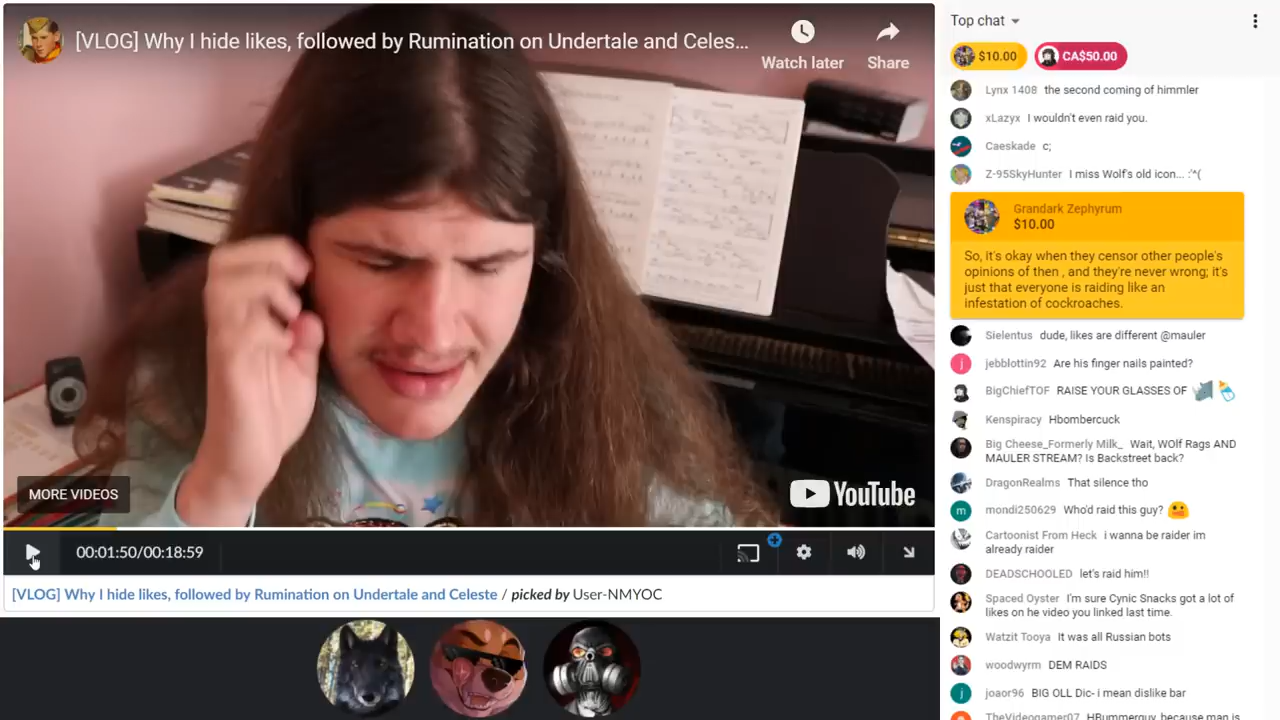 [VLOG] Why I hide likes, followed by Rumination on Undertale and Celes...
Watch later
Share
MORE VIDEOS
YouTube
00:01:50/00:18:59
[VLOG] Why I hide likes, followed by Rumination on Undertale and Celeste / picked by User-NMYOC
Top chat
$10.00
CA$50.00
Lynx 1408 the second coming of himmler
xLazyx I wouldn't even raid you.
Caeskade c;
Z-95SkyHunter I miss Wolf's old icon... :'^(
Grandark Zephyrum
$10.00
So, it's okay when they censor other people's
opinions of then , and they're never wrong; it's
just that everyone is raiding like an
infestation of cockroaches.
Sielentus dude, likes are different @mauler
j
jebblottin92 Are his finger nails painted?
BigChiefTOF RAISE YOUR GLASSES OF
Kenspiracy Hbombercuck
Big Cheese_Formerly Milk_ Wait, WOlf Rags AND
MAULER STREAM? Is Backstreet back?
DragonRealms That silence tho
m
mondi250629 Who'd raid this guy?
Cartoonist From Heck i wanna be raider im
already raider
DEADSCHOOLED let's raid him!!
Spaced Oyster I'm sure Cynic Snacks got a lot of
likes on he video you linked last time.
Watzit Tooya It was all Russian bots
woodwyrm DEM RAIDS
j
joaor96 BIG OLL Dic- i mean dislike bar
TheVideogamer07 HBrummerguy, because man is